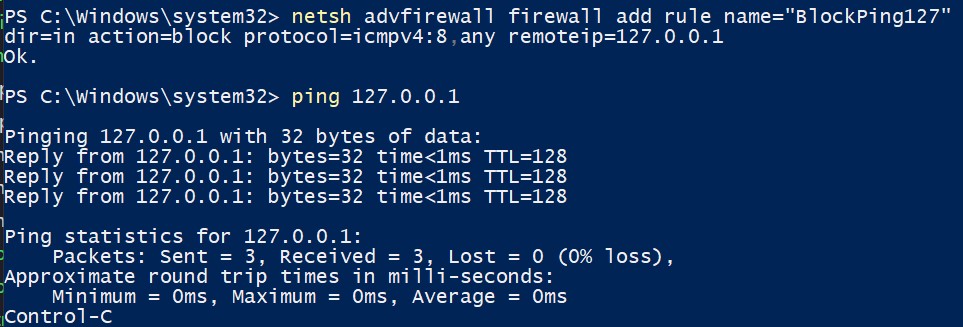 PS C:\Windows\system32> netsh advfirewall firewall add rule name="BlockPing127"
dir=in action=block protocol=icmpv4:8,any remoteip=127.0.0.1
Ok.
PS C:\Windows\system32> ping 127.0.0.1
Pinging 127.0.0.1 with 32 bytes of data:
Reply from 127.0.0.1: bytes=32 time<1ms TTL=128
Reply from 127.0.0.1: bytes=32 time<1ms TTL=128
Reply from 127.0.0.1: bytes=32 time<1ms TTL=128
Ping statistics for 127.0.0.1:
    Packets: Sent = 3, Received = 3, Lost = 0 (0% loss),
Approximate round trip times in milli-seconds:
    Minimum = 0ms, Maximum = 0ms, Average = 0ms
Control-C